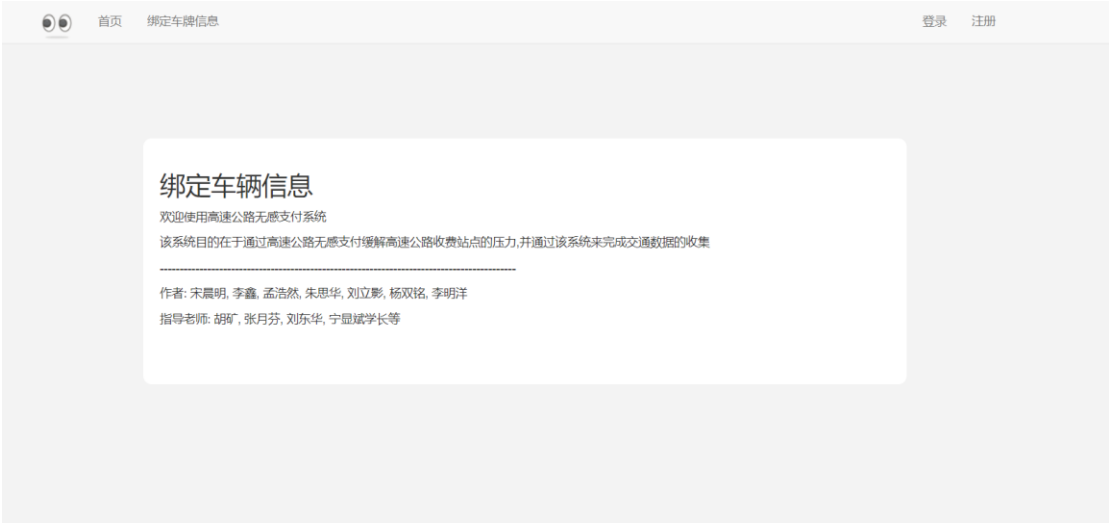 首页 绑定车牌信息 登录 注册
绑定车辆信息
欢迎使用高速公路无感支付系统
该系统目的在于通过高速公路无感支付缓解高速公路收费站点的压力,并通过该系统来完成交通数据的收集
------------------------------------------------------------------------------------------
作者: 宋晨明, 李鑫, 孟浩然, 朱思华, 刘立影, 杨双铭, 李明洋
指导老师: 胡矿, 张月芬, 刘东华, 宁显斌学长等